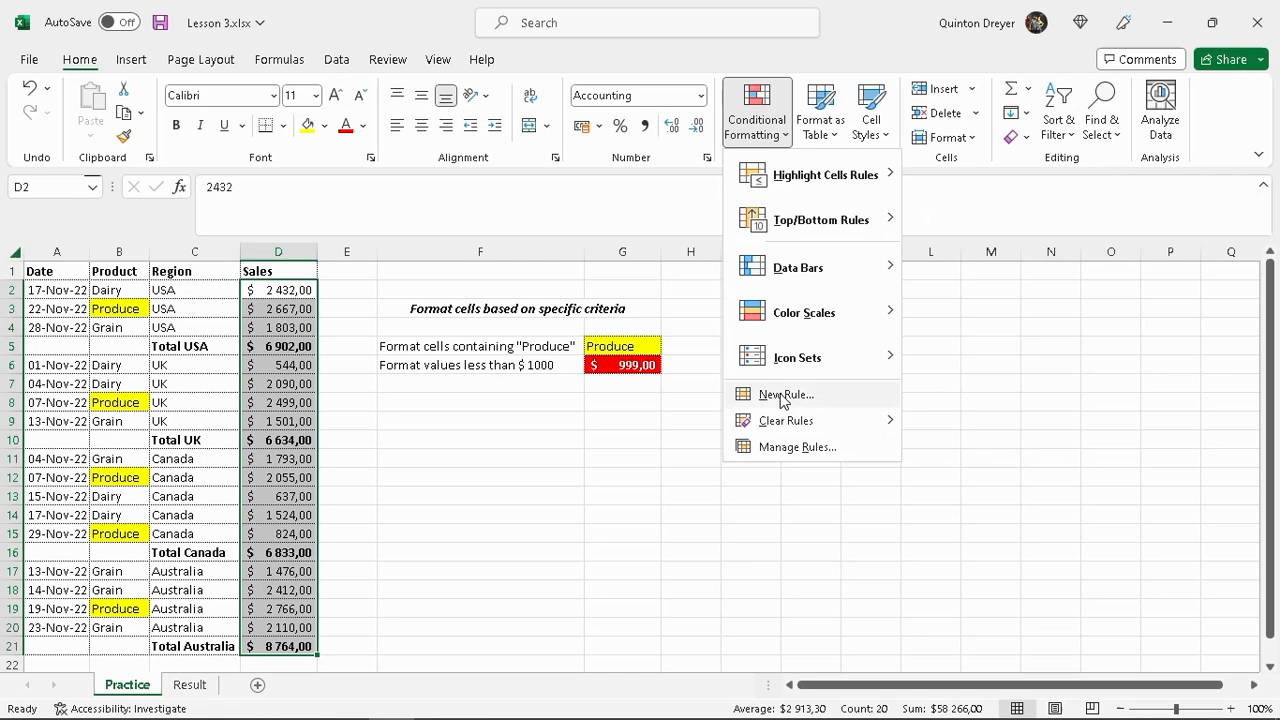 AutoSave Off Lesson 3.xlsx Search Quinton Dreyer
File Home Insert Page Layout Formulas Data Review View Help Comments Share
Undo
Paste
Clipboard
Calibri 11
B I U
Font
Alignment
Accounting
Number
Conditional Formatting
Format as Table
Cell Styles
Insert
Delete
Format
Cells
Sort & Filter
Find & Select
Editing
Analyze Data
Analysis
D2 2432
Highlight Cells Rules
Top/Bottom Rules
Data Bars
Color Scales
Icon Sets
New Rule...
Clear Rules
Manage Rules...
A B C D E F G H L M N O P Q
1 Date Product Region Sales
2 17-Nov-22 Dairy USA $ 2 432,00
3 22-Nov-22 Produce USA $ 2 667,00 Format cells based on specific criteria
4 28-Nov-22 Grain USA $ 1 803,00
5 Total USA $ 6 902,00 Format cells containing "Produce" Produce
6 01-Nov-22 Dairy UK $ 544,00 Format values less than $ 1000 $ 999,00
7 04-Nov-22 Dairy UK $ 2 090,00
8 07-Nov-22 Produce UK $ 2 499,00
9 13-Nov-22 Grain UK $ 1 501,00
10 Total UK $ 6 634,00
11 04-Nov-22 Grain Canada $ 1 793,00
12 07-Nov-22 Produce Canada $ 2 055,00
13 15-Nov-22 Dairy Canada $ 637,00
14 17-Nov-22 Dairy Canada $ 1 524,00
15 29-Nov-22 Produce Canada $ 824,00
16 Total Canada $ 6 833,00
17 13-Nov-22 Grain Australia $ 1 476,00
18 14-Nov-22 Grain Australia $ 2 412,00
19 19-Nov-22 Produce Australia $ 2 766,00
20 23-Nov-22 Grain Australia $ 2 110,00
21 Total Australia $ 8 764,00
22
Practice Result
Ready Accessibility: Investigate Average: $2 913,30 Count: 20 Sum: $58 266,00 100%